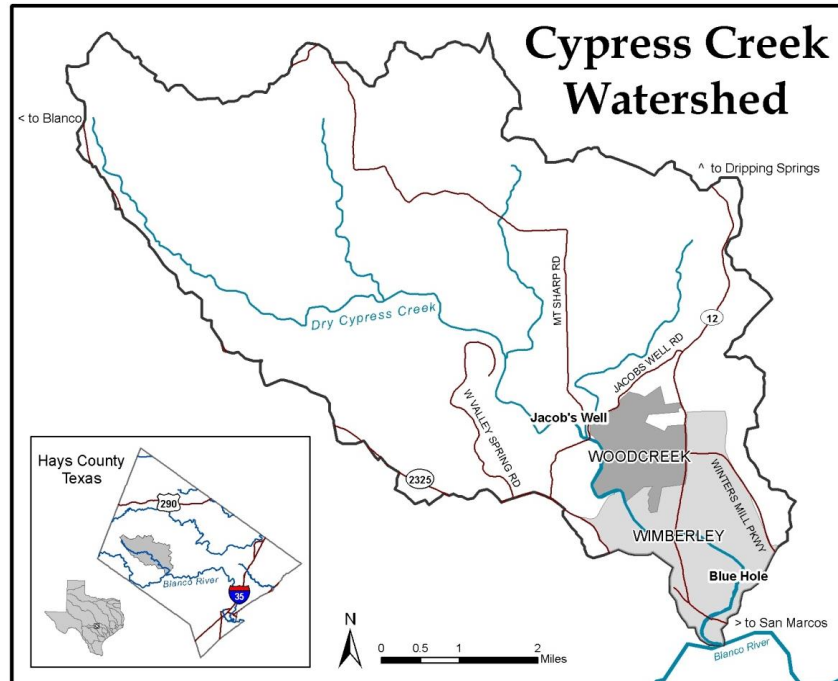 Cypress Creek
Watershed
< to Blanco
^ to Dripping Springs
MT SHARP RD
Dry Cypress Creek
12
JACOBS WELL RD
Jacob's Well
W VALLEY SPRING RD
WOODCREEK
2325
WINTERS MILL PKWY
WIMBERLEY
Blue Hole
> to San Marcos
Blanco River
Hays County
Texas
290
Blanco River
35
N
0 0.5 1 2
Miles